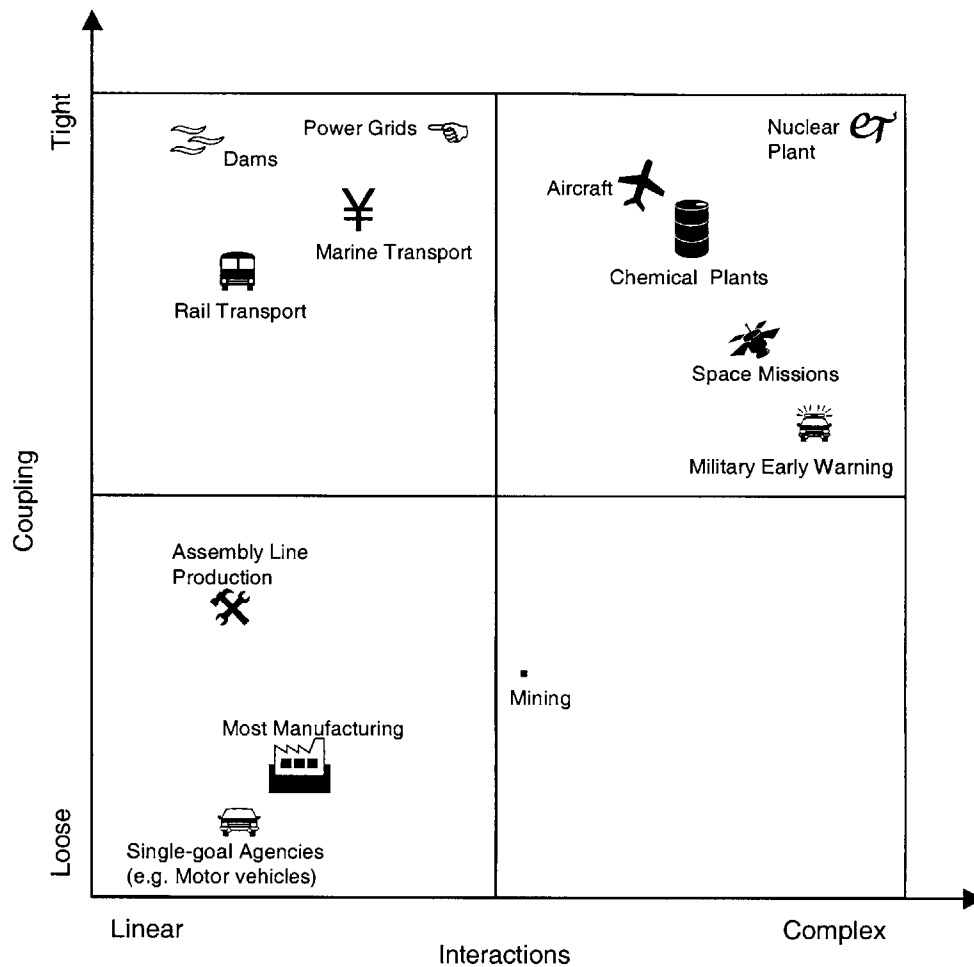 Tight
Coupling
Loose
Dams
Power Grids
Marine Transport
¥
Rail Transport
Nuclear
Plant
Aircraft
Chemical Plants
Space Missions
Military Early Warning
Assembly Line
Production
Most Manufacturing
Single-goal Agencies
(e.g. Motor vehicles)
Mining
Linear
Interactions
Complex